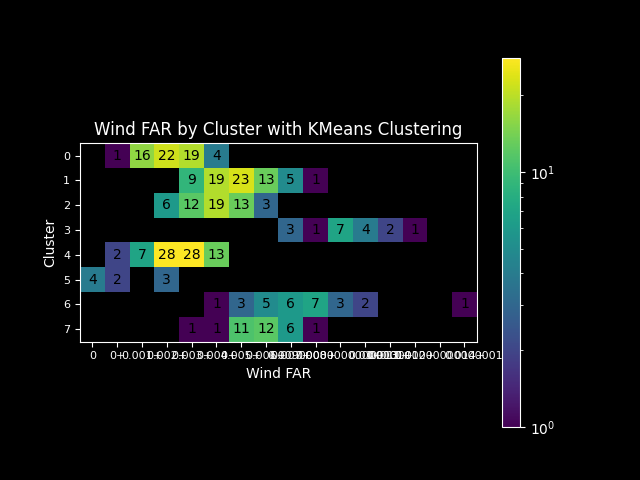 Wind FAR by Cluster with KMeans Clustering
0 1 16 22 19 4
1 9 19 23 13 5 1
2 6 12 19 13 3
3 3 1 7 4 2 1
4 2 7 28 28 13
5 4 2 3
6 1 3 5 6 7 3 2 1
7 1 1 11 12 6 1
Cluster
0
Wind FAR
10¹
10⁰